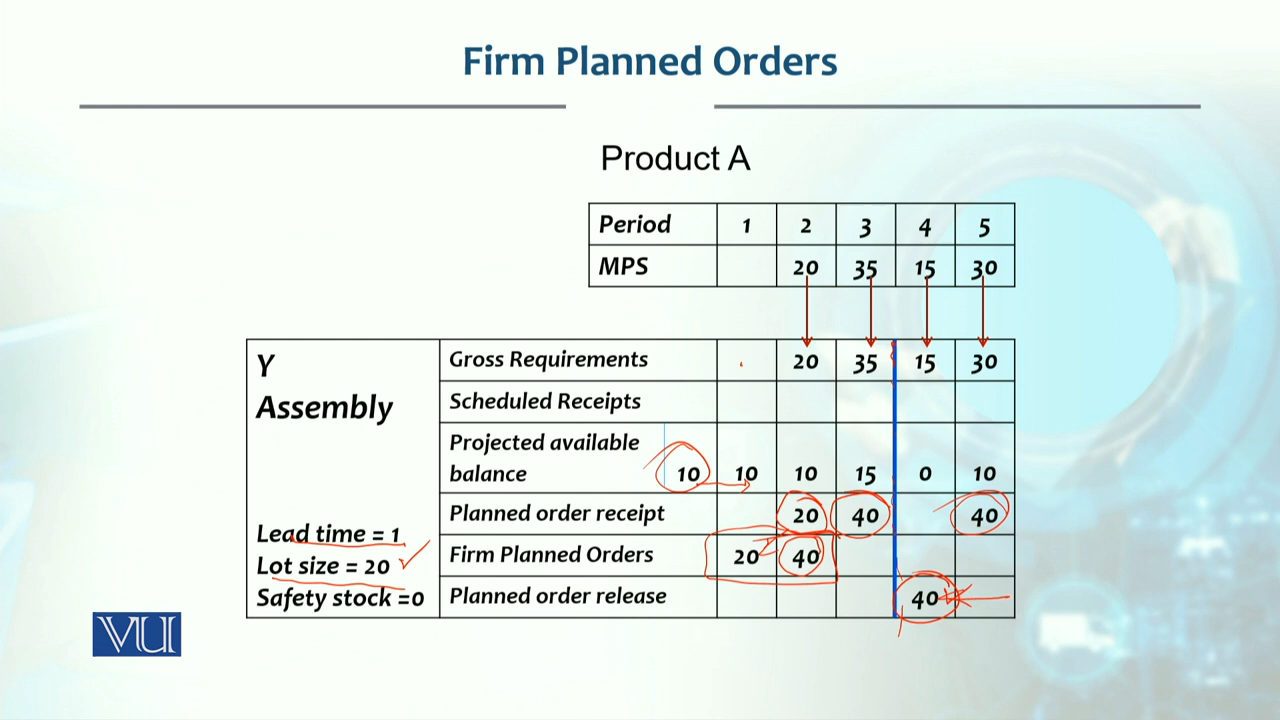 Firm Planned Orders
Product A
Period 1 2 3 4 5
MPS 20 35 15 30
Y
Assembly
Lead time = 1
Lot size = 20
Safety stock =0
Gross Requirements 20 35 15 30
Scheduled Receipts
Projected available
balance 10 10 10 15 0 10
Planned order receipt 20 40 40
Firm Planned Orders 20 40
Planned order release 40
VU